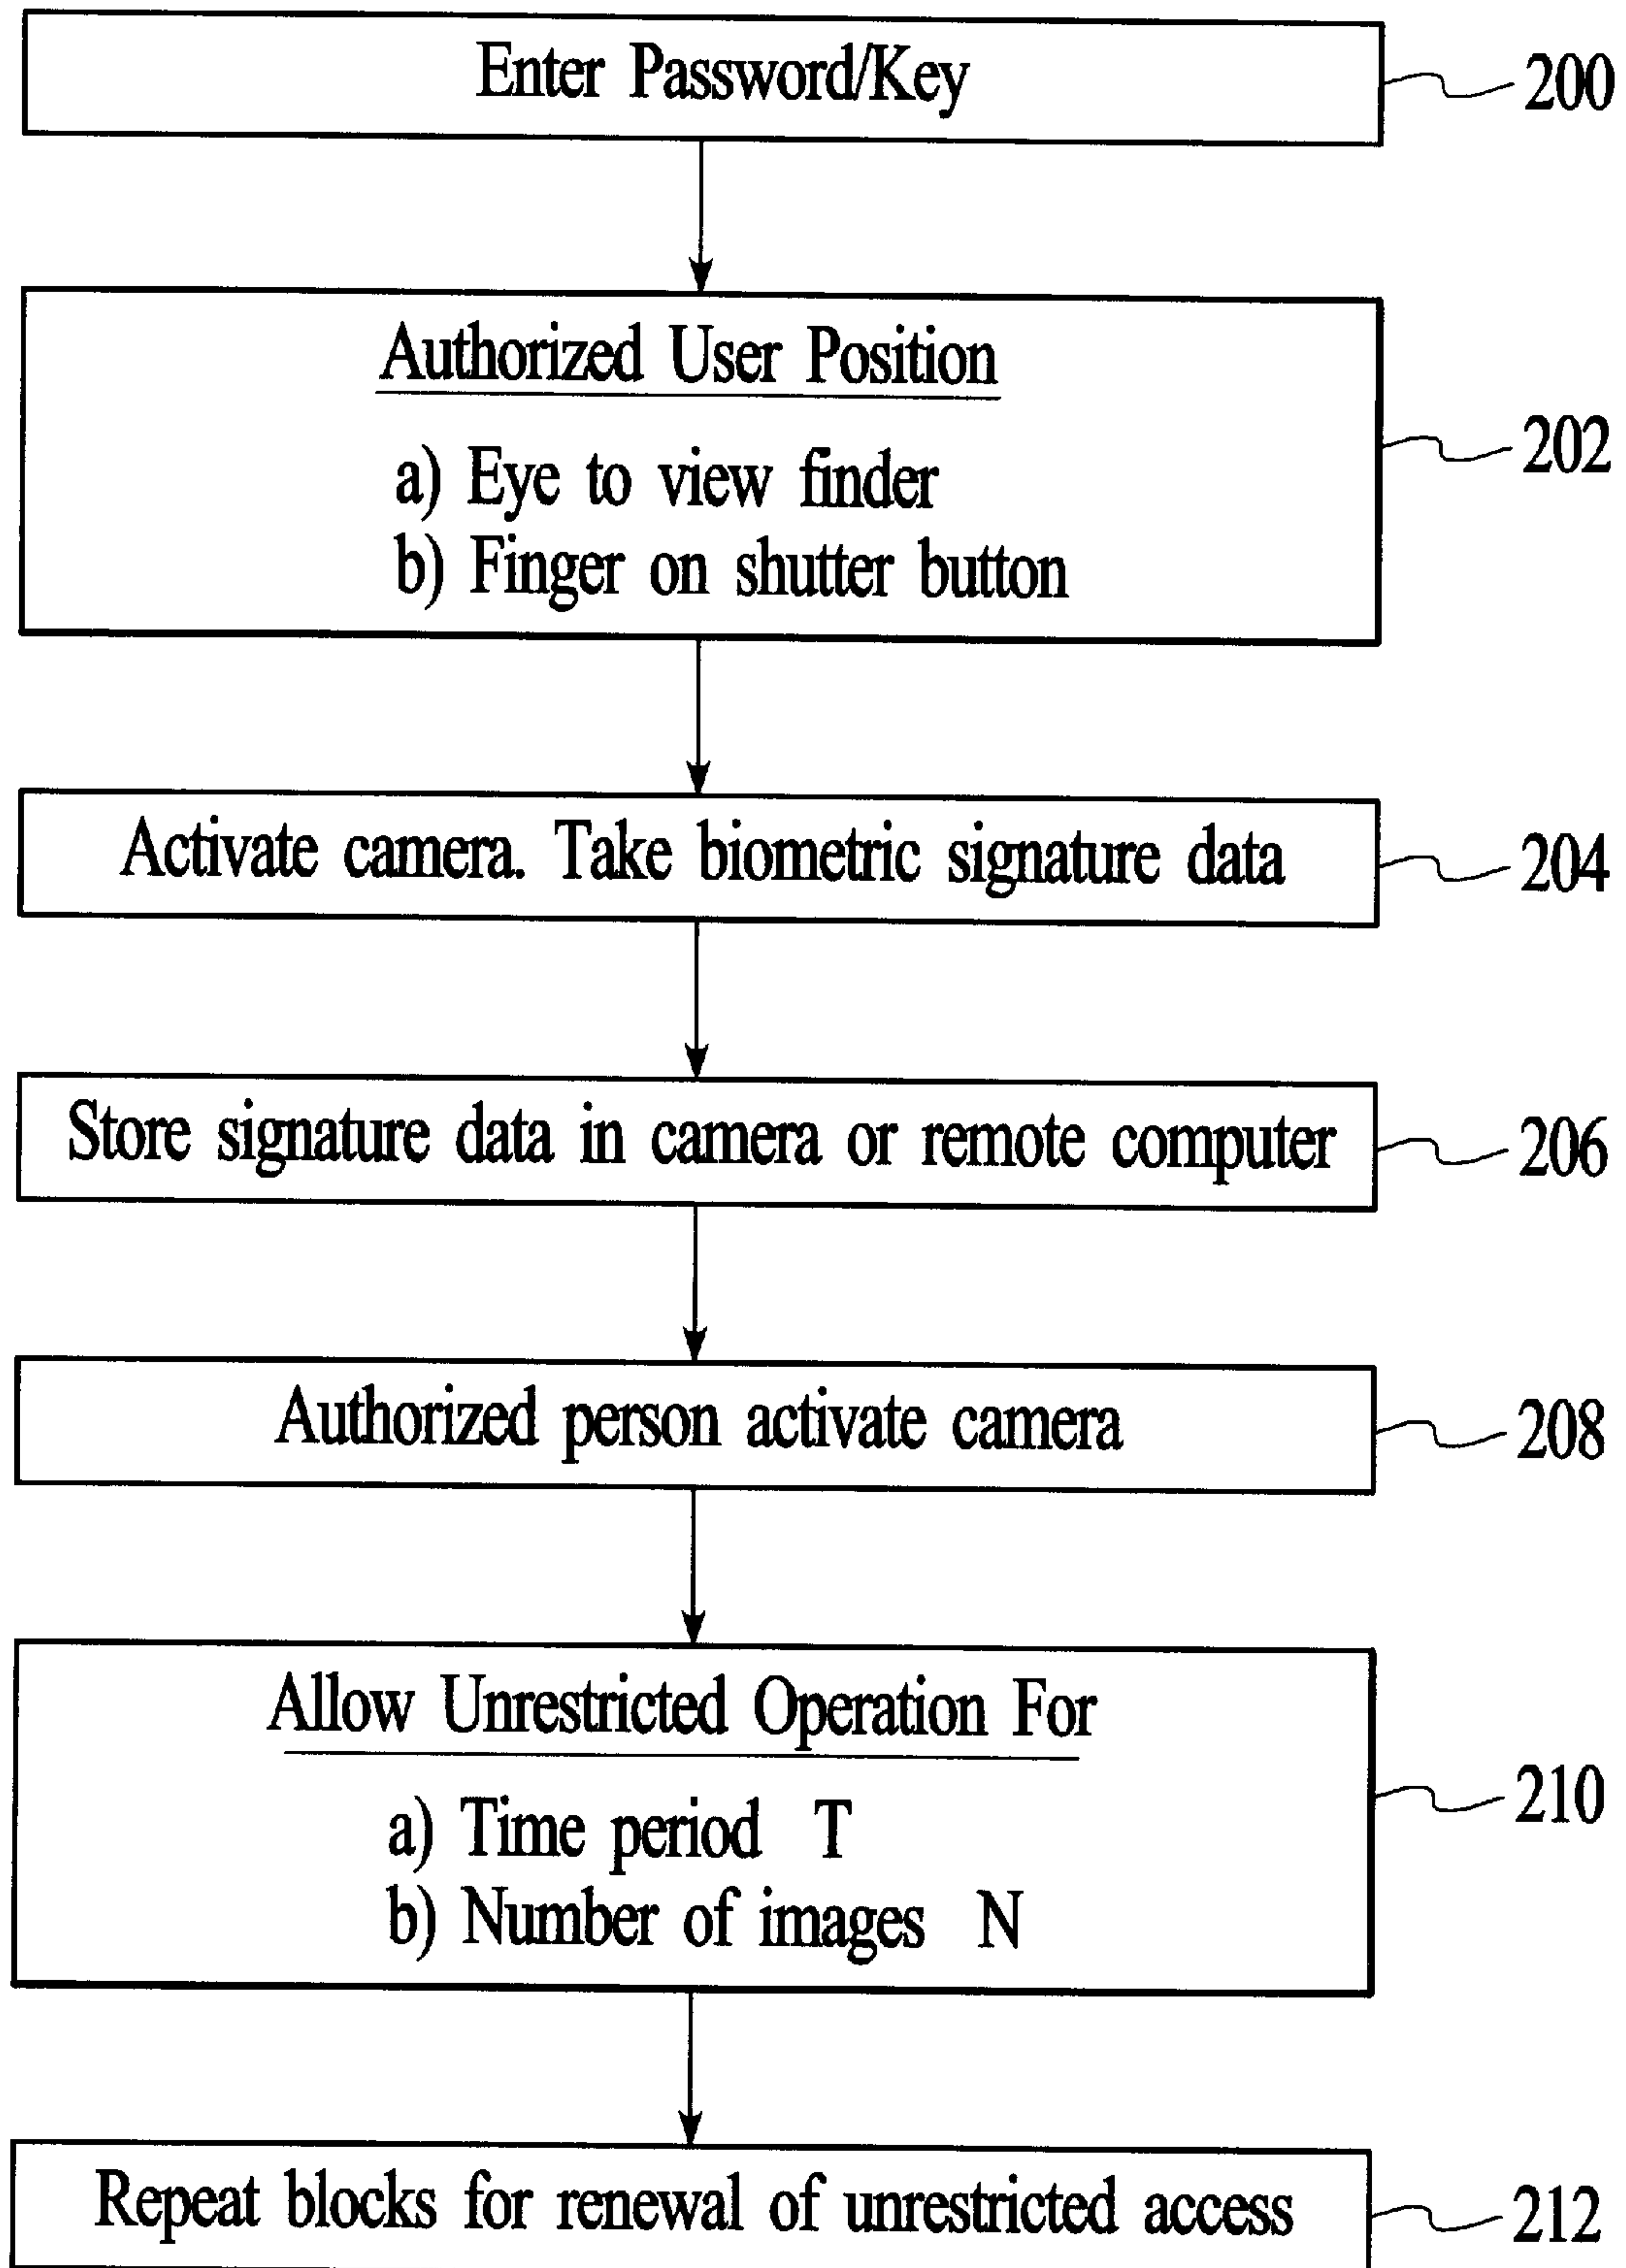 Enter Password/Key
200
Authorized User Position
a) Eye to view finder
b) Finger on shutter button
202
Activate camera. Take biometric signature data
204
Store signature data in camera or remote computer
206
Authorized person activate camera
208
Allow Unrestricted Operation For
a) Time period T
b) Number of images N
210
Repeat blocks for renewal of unrestricted access
212